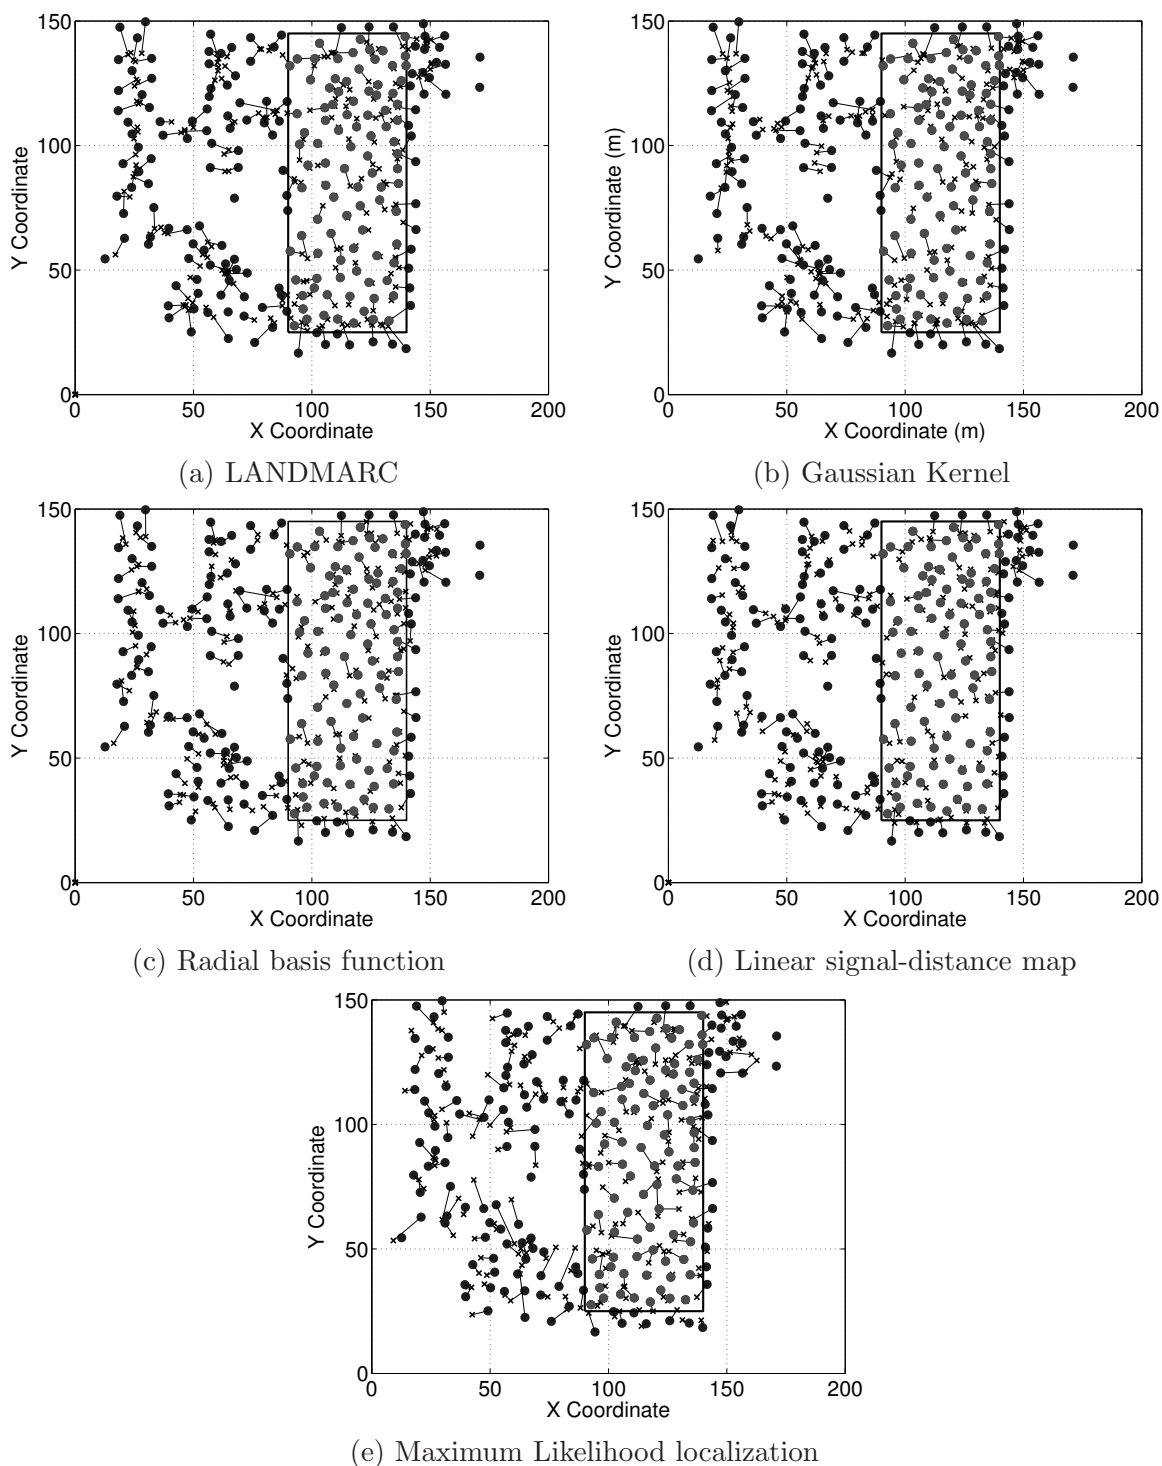 150
100
50
0
Y Coordinate
0 50 100 150 200
X Coordinate
(a) LANDMARC
150
100
50
0
Y Coordinate (m)
0 50 100 150 200
X Coordinate (m)
(b) Gaussian Kernel
150
100
50
0
Y Coordinate
0 50 100 150 200
X Coordinate
(c) Radial basis function
150
100
50
0
Y Coordinate
0 50 100 150 200
X Coordinate
(d) Linear signal-distance map
150
100
50
0
Y Coordinate
0 50 100 150 200
X Coordinate
(e) Maximum Likelihood localization